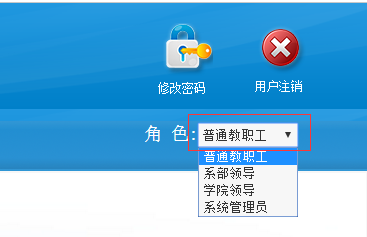 修改密码 用户注销
角 色: 普通教职工
普通教职工
系部领导
学院领导
系统管理员